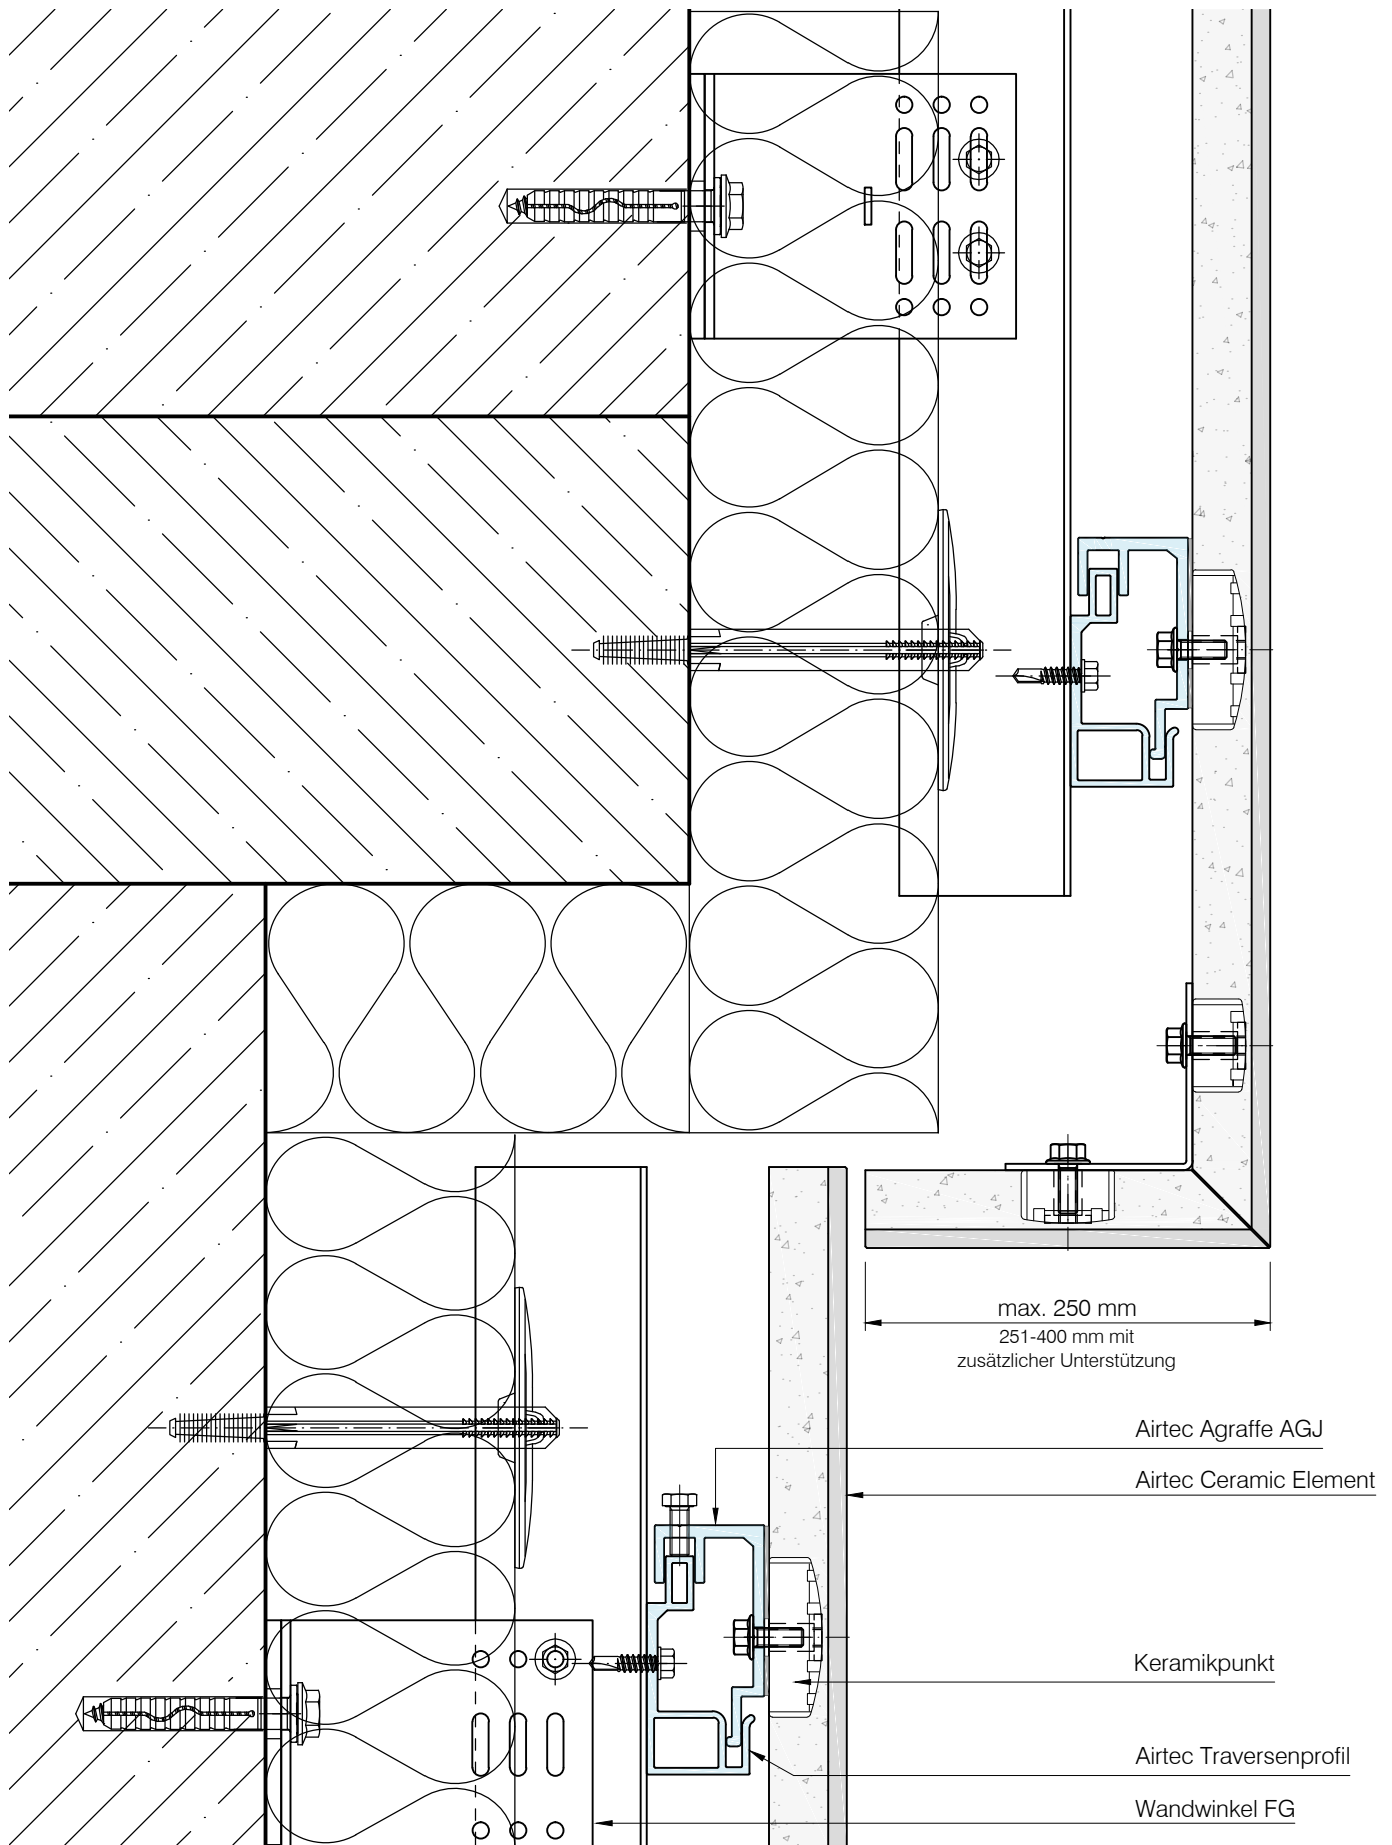 max. 250 mm
251-400 mm mit
zusätzlicher Unterstützung
Airtec Agraffe AGJ
Airtec Ceramic Element
Keramikpunkt
Airtec Traversenprofil
Wandwinkel FG